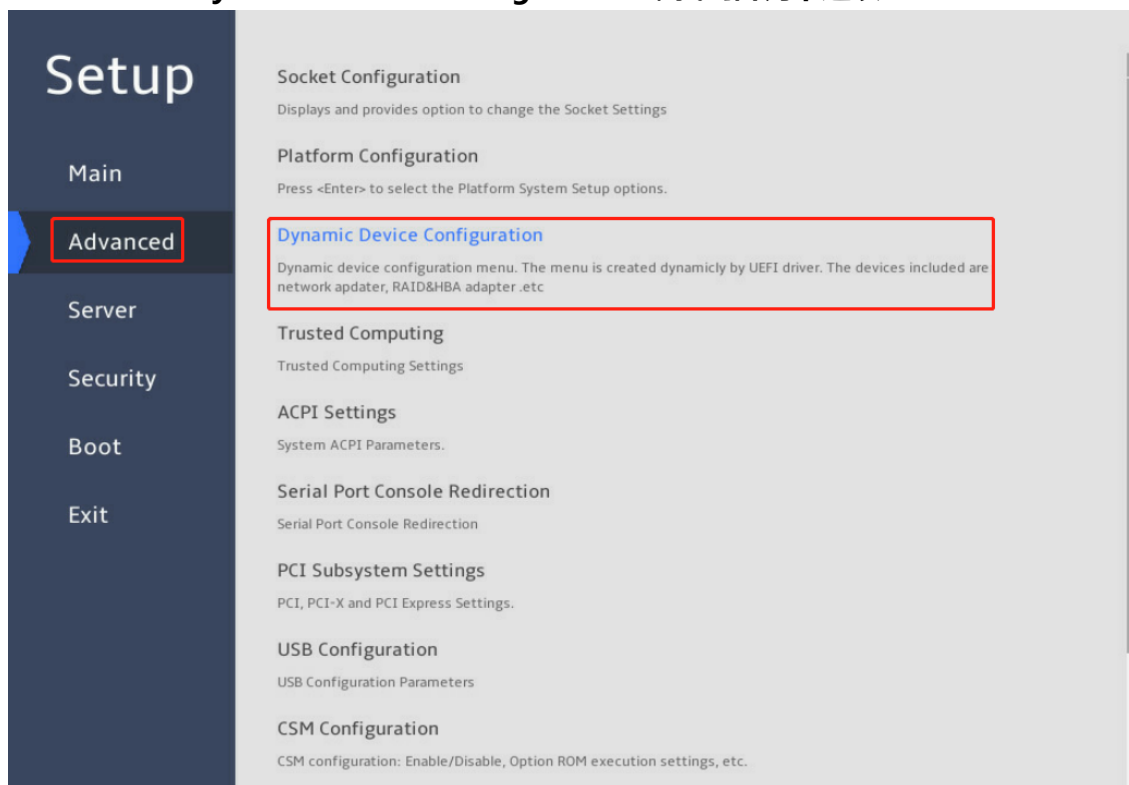 Setup
Main
Advanced
Server
Security
Boot
Exit
Socket Configuration
Displays and provides option to change the Socket Settings
Platform Configuration
Press <Enter> to select the Platform System Setup options.
Dynamic Device Configuration
Dynamic device configuration menu. The menu is created dynamicly by UEFI driver. The devices included are
network apdater, RAID&HBA adapter .etc
Trusted Computing
Trusted Computing Settings
ACPI Settings
System ACPI Parameters.
Serial Port Console Redirection
Serial Port Console Redirection
PCI Subsystem Settings
PCI, PCI-X and PCI Express Settings.
USB Configuration
USB Configuration Parameters
CSM Configuration
CSM configuration: Enable/Disable, Option ROM execution settings, etc.